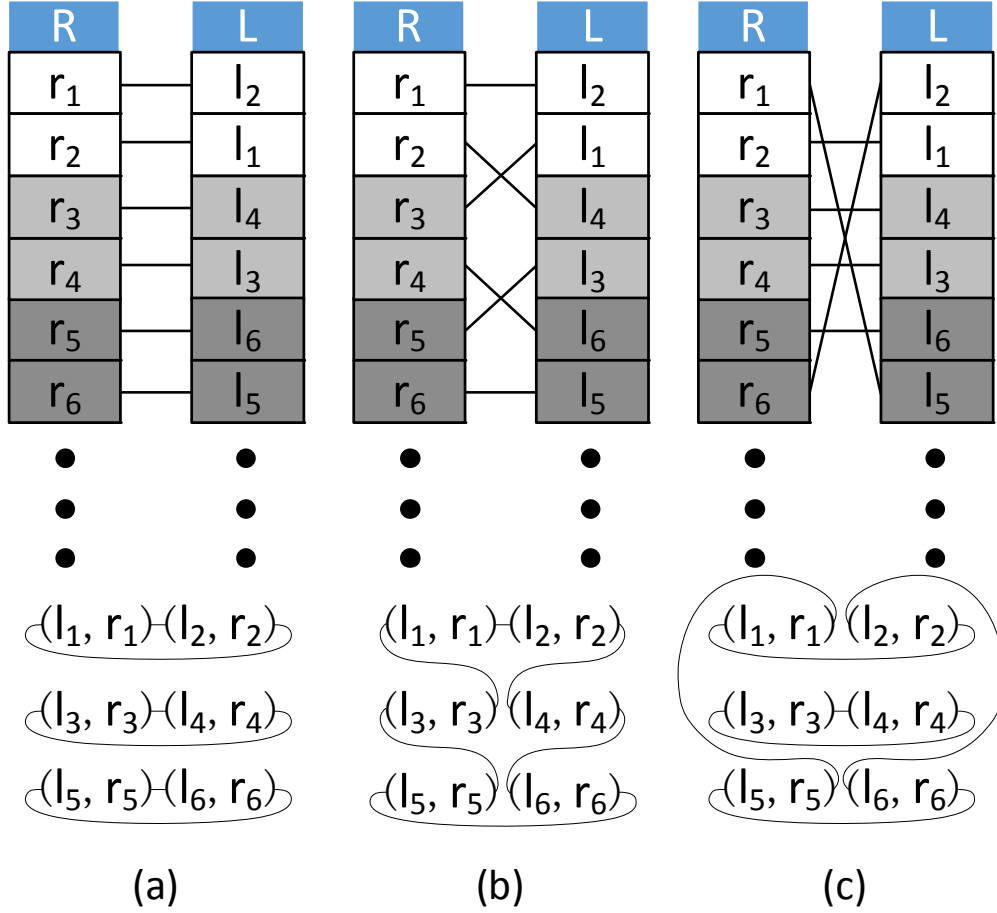 R L R L R L
r₁ l₂ r₁ l₂ r₁ l₂
r₂ l₁ r₂ l₁ r₂ l₁
r₃ l₄ r₃ l₄ r₃ l₄
r₄ l₃ r₄ l₃ r₄ l₃
r₅ l₆ r₅ l₆ r₅ l₆
r₆ l₅ r₆ l₅ r₆ l₅
(l₁, r₁) (l₂, r₂) (l₁, r₁) (l₂, r₂) (l₁, r₁) (l₂, r₂)
(l₃, r₃) (l₄, r₄) (l₃, r₃) (l₄, r₄) (l₃, r₃) (l₄, r₄)
(l₅, r₅) (l₆, r₆) (l₅, r₅) (l₆, r₆) (l₅, r₅) (l₆, r₆)
(a) (b) (c)